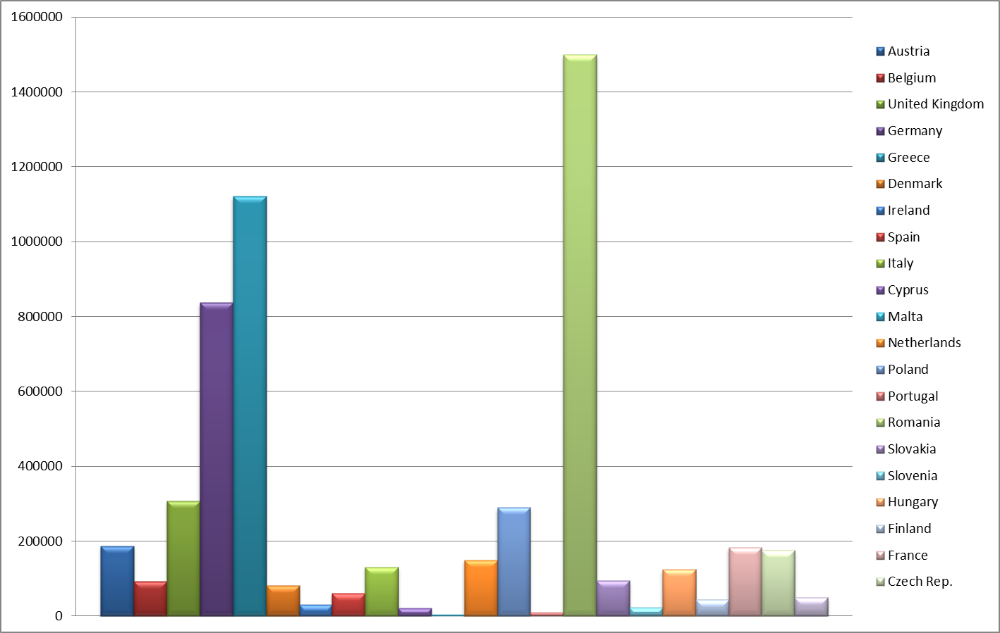 1600000
1400000
1200000
1000000
800000
600000
400000
200000
0
Austria
Belgium
United Kingdom
Germany
Greece
Denmark
Ireland
Spain
Italy
Cyprus
Malta
Netherlands
Poland
Portugal
Romania
Slovakia
Slovenia
Hungary
Finland
France
Czech Rep.